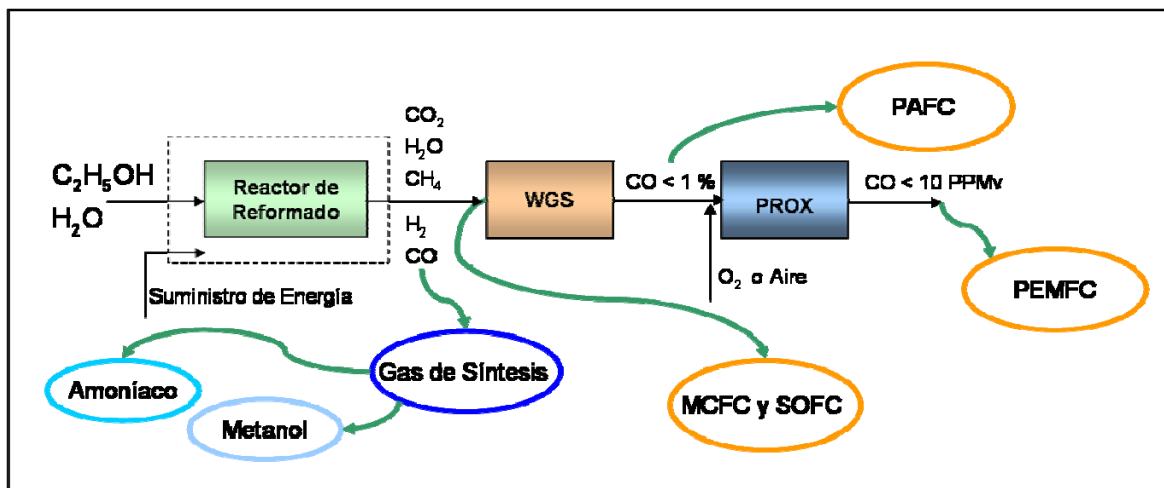 C₂H₅OH
H₂O
Suministro de Energía
Reactor de
Reformado
CO₂
H₂O
CH₄
H₂
CO
Gas de Síntesis
Amoníaco
Metanol
WGS
MCFC y SOFC
CO < 1 %
PAFC
O₂ o Aire
PROX
CO < 10 PPMv
PEMFC